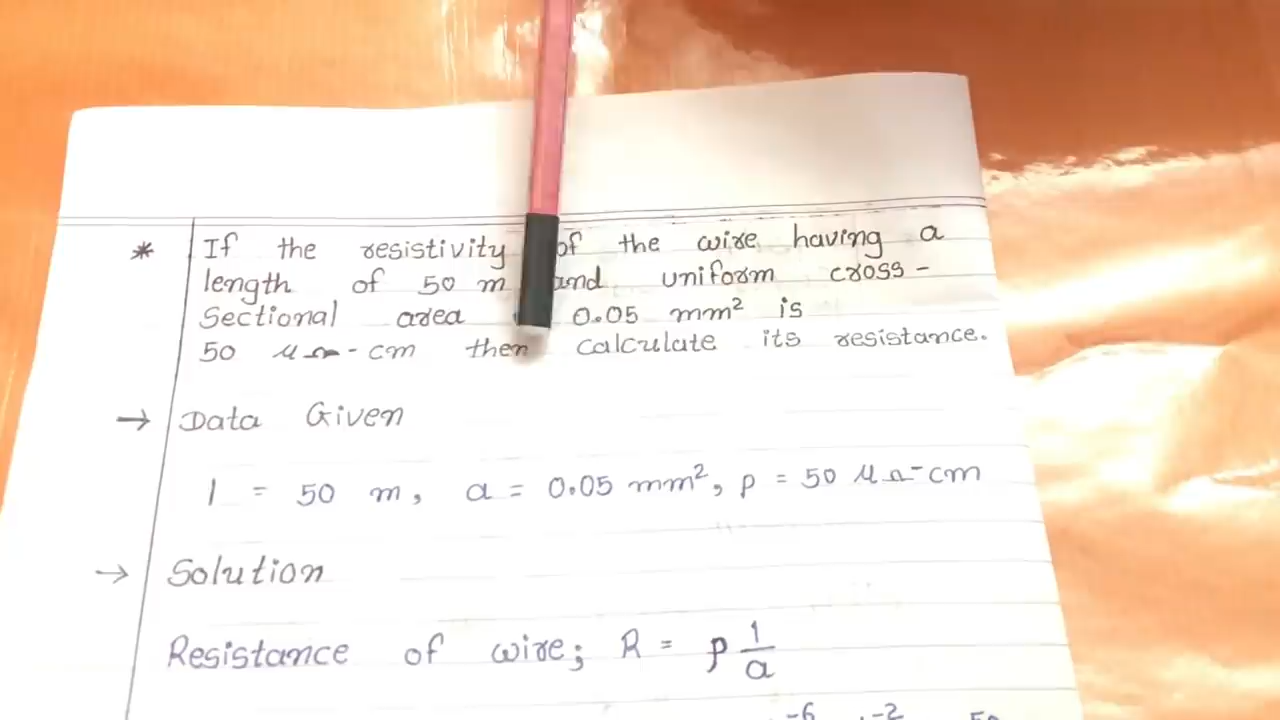 * If the resistivity of the wire having a
length of 50 m and uniform cross-
Sectional area 0.05 mm² is
50 μΩ-cm then calculate its resistance.
→ Data Given
l = 50 m, a = 0.05 mm², ρ = 50 μΩ-cm
→ Solution
Resistance of wire; R = ρ l/a
-6 -2